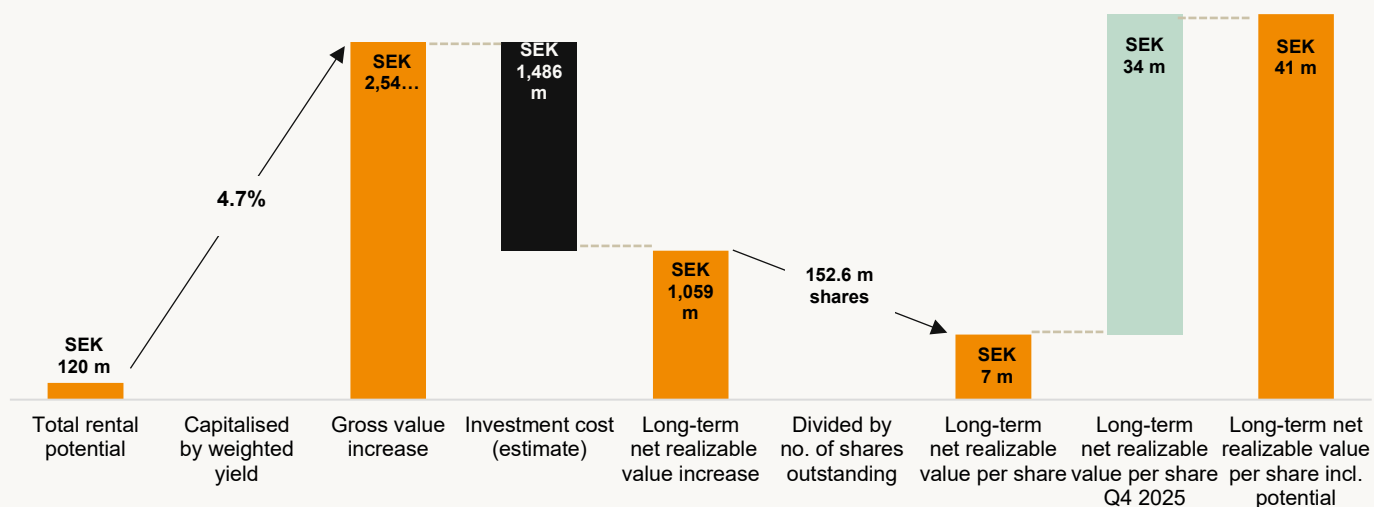 SEK
120 m
4.7%
SEK
2,54…
SEK
1,486
m
SEK
1,059
m
152.6 m
shares
SEK
7 m
SEK
34 m
SEK
41 m
Total rental
potential
Capitalised
by weighted
yield
Gross value
increase
Investment cost
(estimate)
Long-term
net realizable
value increase
Divided by
no. of shares
outstanding
Long-term
net realizable
value per share
Long-term
net realizable
value per share
Q4 2025
Long-term net
realizable value
per share incl.
potential